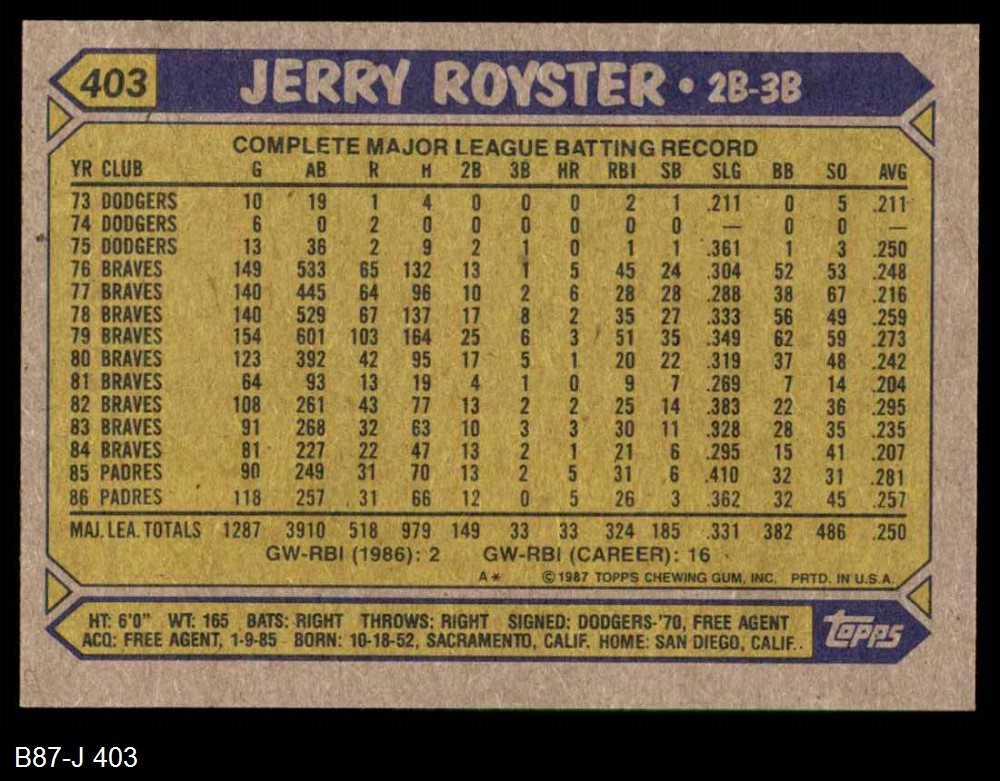 403 JERRY ROYSTER • 2B-3B
COMPLETE MAJOR LEAGUE BATTING RECORD
YR CLUB G AB R H 2B 3B HR RBI SB SLG BB SO AVG
73 DODGERS 10 19 1 4 0 0 0 2 1 .211 0 5 .211
74 DODGERS 6 0 2 0 0 0 0 0 0 — 0 0 —
75 DODGERS 13 36 2 9 2 1 0 1 1 .361 1 3 .250
76 BRAVES 149 533 65 132 13 1 5 45 24 .304 52 53 .248
77 BRAVES 140 445 64 96 10 2 6 28 28 .288 38 67 .216
78 BRAVES 140 529 67 137 17 8 2 35 27 .333 56 49 .259
79 BRAVES 154 601 103 164 25 6 3 51 35 .349 62 59 .273
80 BRAVES 123 392 42 95 17 5 1 20 22 .319 37 48 .242
81 BRAVES 64 93 13 19 4 1 0 9 7 .269 7 14 .204
82 BRAVES 108 261 43 77 13 2 2 25 14 .383 22 36 .295
83 BRAVES 91 268 32 63 10 3 3 30 11 .328 28 35 .235
84 BRAVES 81 227 22 47 13 2 1 21 6 .295 15 41 .207
85 PADRES 90 249 31 70 13 2 5 31 6 .410 32 31 .281
86 PADRES 118 257 31 66 12 0 5 26 3 .362 32 45 .257
MAJ. LEA. TOTALS 1287 3910 518 979 149 33 33 324 185 .331 382 486 .250
GW-RBI (1986): 2 GW-RBI (CAREER): 16
A* ©1987 TOPPS CHEWING GUM, INC. PRTD. IN U.S.A.
HT: 6'0" WT: 165 BATS: RIGHT THROWS: RIGHT SIGNED: DODGERS-'70, FREE AGENT
ACQ: FREE AGENT, 1-9-85 BORN: 10-18-52, SACRAMENTO, CALIF. HOME: SAN DIEGO, CALIF.
topps
B87-J 403